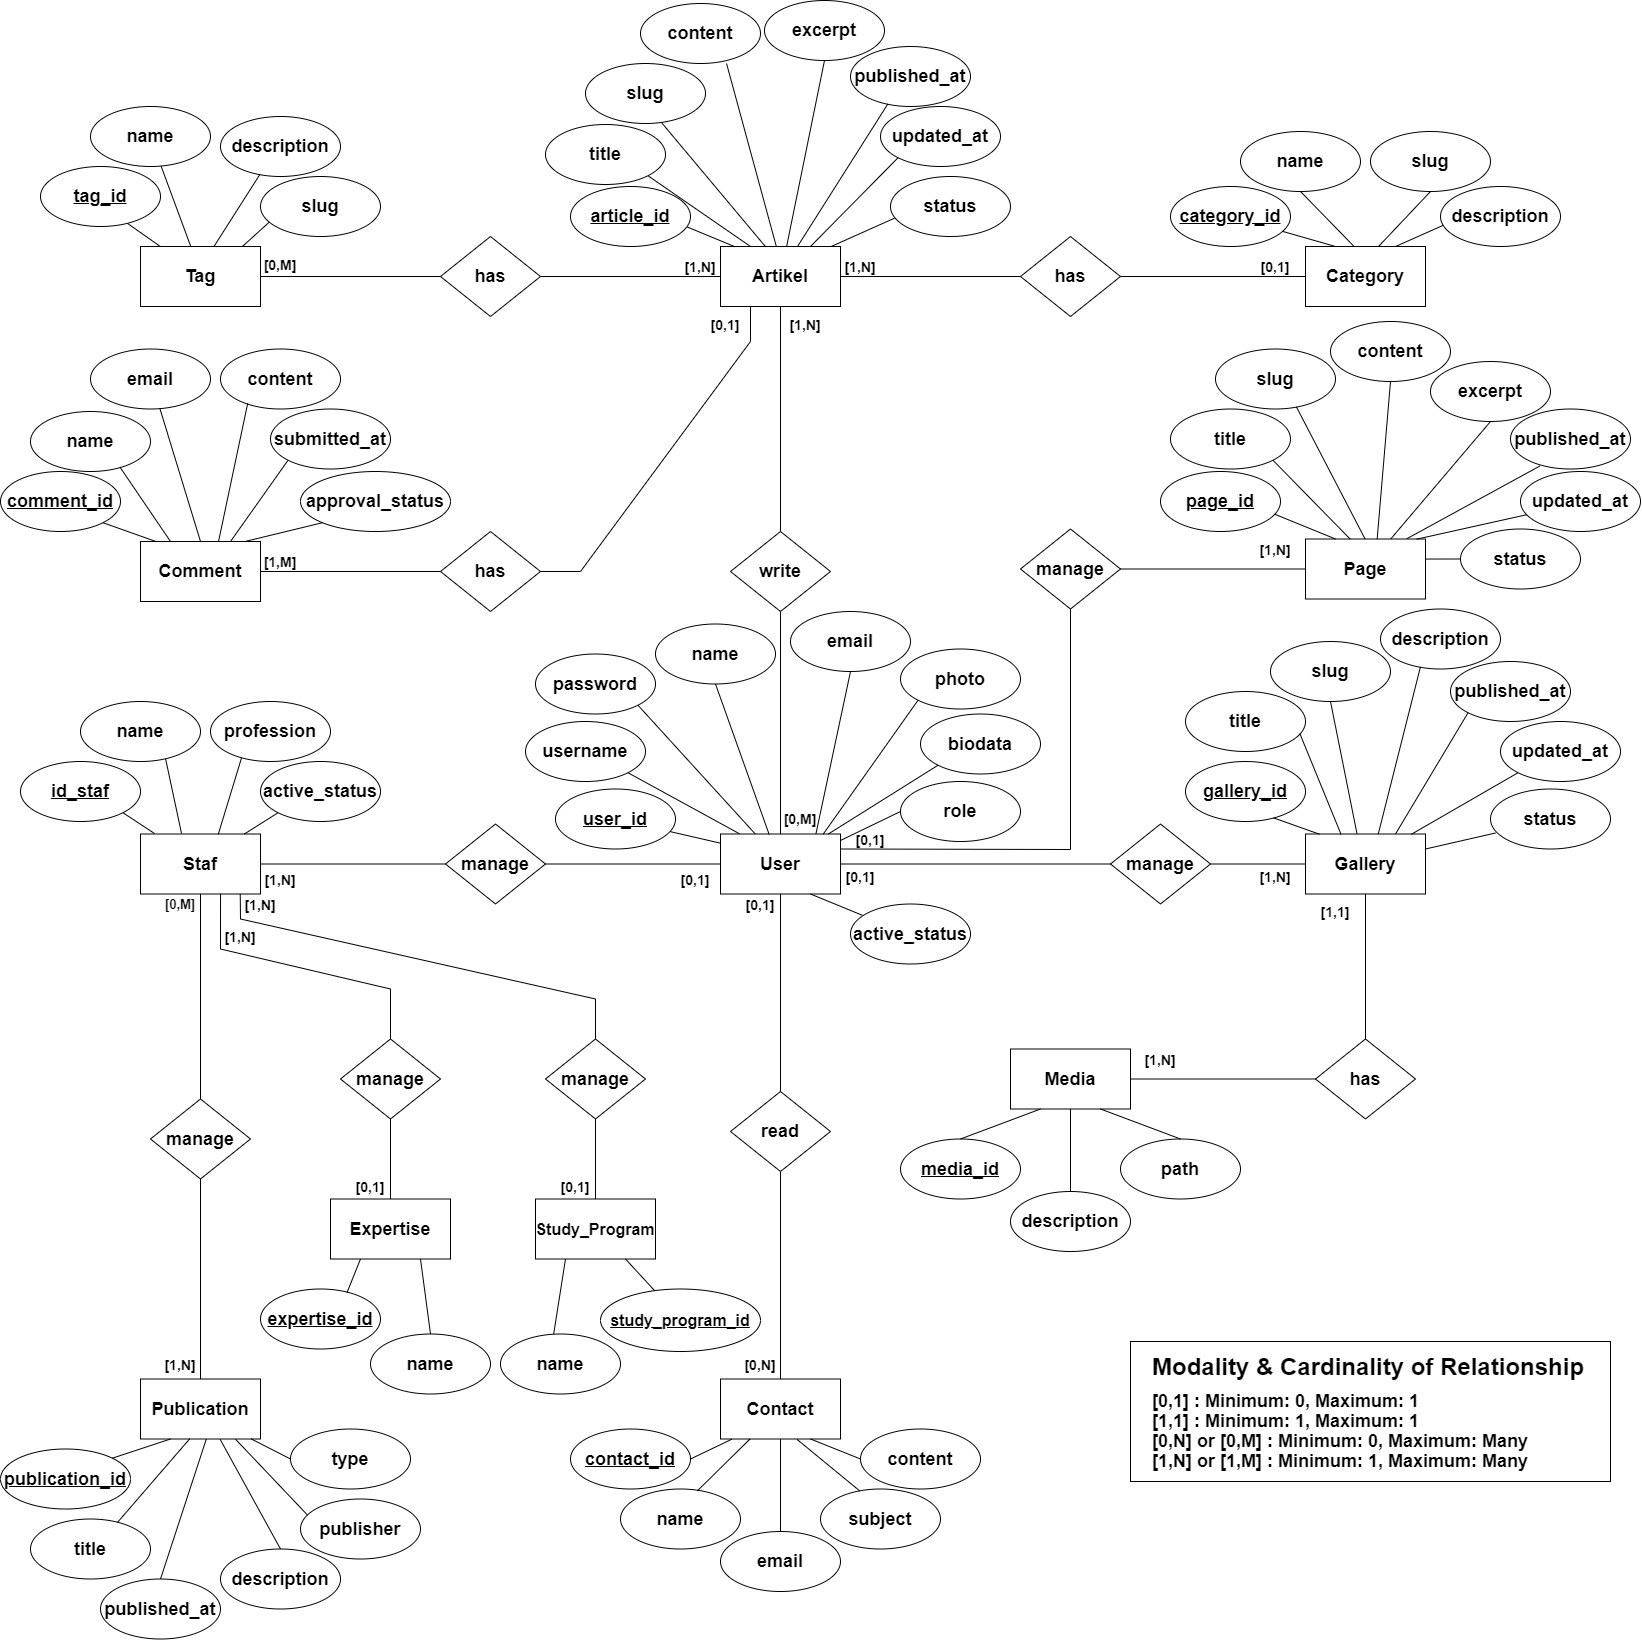 content
excerpt
published_at
slug
updated_at
title
article_id
status
name
description
tag_id
slug
name
slug
category_id
description
Tag
[0,M]
has
[1,N]
Artikel
[1,N]
has
[0,1]
Category
[0,1]
[1,N]
email
content
name
submitted_at
comment_id
approval_status
Comment
[1,M]
has
write
content
slug
excerpt
title
published_at
page_id
updated_at
status
manage
[1,N]
Page
name
email
password
photo
username
biodata
user_id
role
[0,M]
[0,1]
description
slug
published_at
title
updated_at
gallery_id
status
name
profession
id_staf
active_status
Staf
[1,N]
manage
[0,1]
User
[0,1]
manage
[1,N]
Gallery
[0,M]
[1,N]
[1,N]
[0,1]
active_status
[1,1]
manage
manage
manage
read
Media
[1,N]
has
media_id
path
description
[0,1]
Expertise
expertise_id
name
[0,1]
Study_Program
study_program_id
name
[1,N]
Publication
publication_id
type
title
publisher
published_at
description
[0,N]
Contact
contact_id
content
name
subject
email
Modality & Cardinality of Relationship
[0,1] : Minimum: 0, Maximum: 1
[1,1] : Minimum: 1, Maximum: 1
[0,N] or [0,M] : Minimum: 0, Maximum: Many
[1,N] or [1,M] : Minimum: 1, Maximum: Many